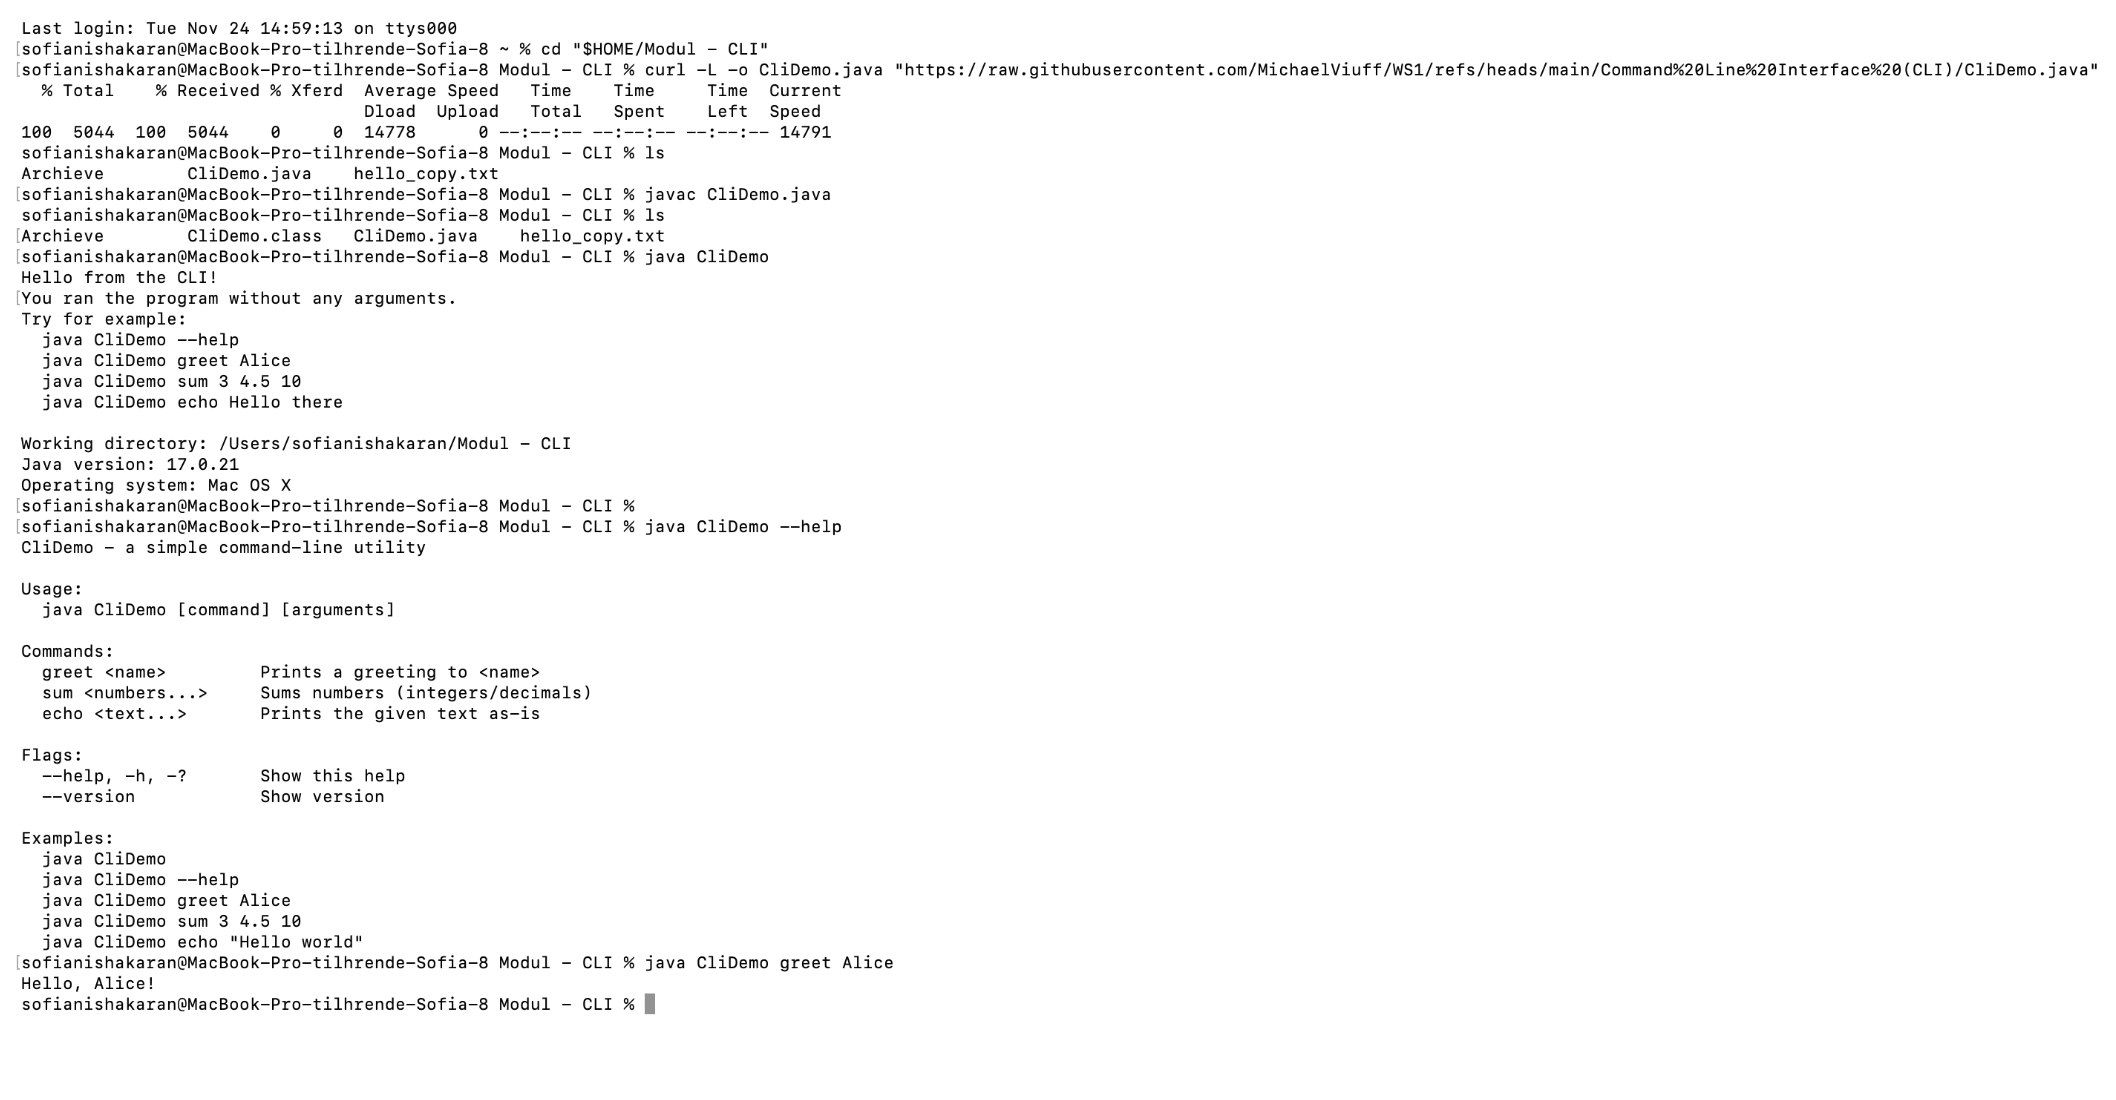 Last login: Tue Nov 24 14:59:13 on ttys000
[sofianishakaran@MacBook-Pro-tilhrende-Sofia-8 ~ % cd "$HOME/Modul - CLI"
[sofianishakaran@MacBook-Pro-tilhrende-Sofia-8 Modul - CLI % curl -L -o CliDemo.java "https://raw.githubusercontent.com/MichaelViuff/WS1/refs/heads/main/Command%20Line%20Interface%20(CLI)/CliDemo.java"
  % Total    % Received % Xferd  Average Speed   Time    Time     Time  Current
                                 Dload  Upload   Total   Spent    Left  Speed
100  5044  100  5044    0     0  14778      0 --:--:-- --:--:-- --:--:-- 14791
sofianishakaran@MacBook-Pro-tilhrende-Sofia-8 Modul - CLI % ls
Archieve        CliDemo.java    hello_copy.txt
[sofianishakaran@MacBook-Pro-tilhrende-Sofia-8 Modul - CLI % javac CliDemo.java
sofianishakaran@MacBook-Pro-tilhrende-Sofia-8 Modul - CLI % ls
[Archieve        CliDemo.class   CliDemo.java    hello_copy.txt
[sofianishakaran@MacBook-Pro-tilhrende-Sofia-8 Modul - CLI % java CliDemo
Hello from the CLI!
[You ran the program without any arguments.
Try for example:
  java CliDemo --help
  java CliDemo greet Alice
  java CliDemo sum 3 4.5 10
  java CliDemo echo Hello there

Working directory: /Users/sofianishakaran/Modul - CLI
Java version: 17.0.21
Operating system: Mac OS X
[sofianishakaran@MacBook-Pro-tilhrende-Sofia-8 Modul - CLI %
[sofianishakaran@MacBook-Pro-tilhrende-Sofia-8 Modul - CLI % java CliDemo --help
CliDemo - a simple command-line utility

Usage:
  java CliDemo [command] [arguments]

Commands:
  greet <name>         Prints a greeting to <name>
  sum <numbers...>     Sums numbers (integers/decimals)
  echo <text...>       Prints the given text as-is

Flags:
  --help, -h, -?       Show this help
  --version            Show version

Examples:
  java CliDemo
  java CliDemo --help
  java CliDemo greet Alice
  java CliDemo sum 3 4.5 10
  java CliDemo echo "Hello world"
[sofianishakaran@MacBook-Pro-tilhrende-Sofia-8 Modul - CLI % java CliDemo greet Alice
Hello, Alice!
sofianishakaran@MacBook-Pro-tilhrende-Sofia-8 Modul - CLI %